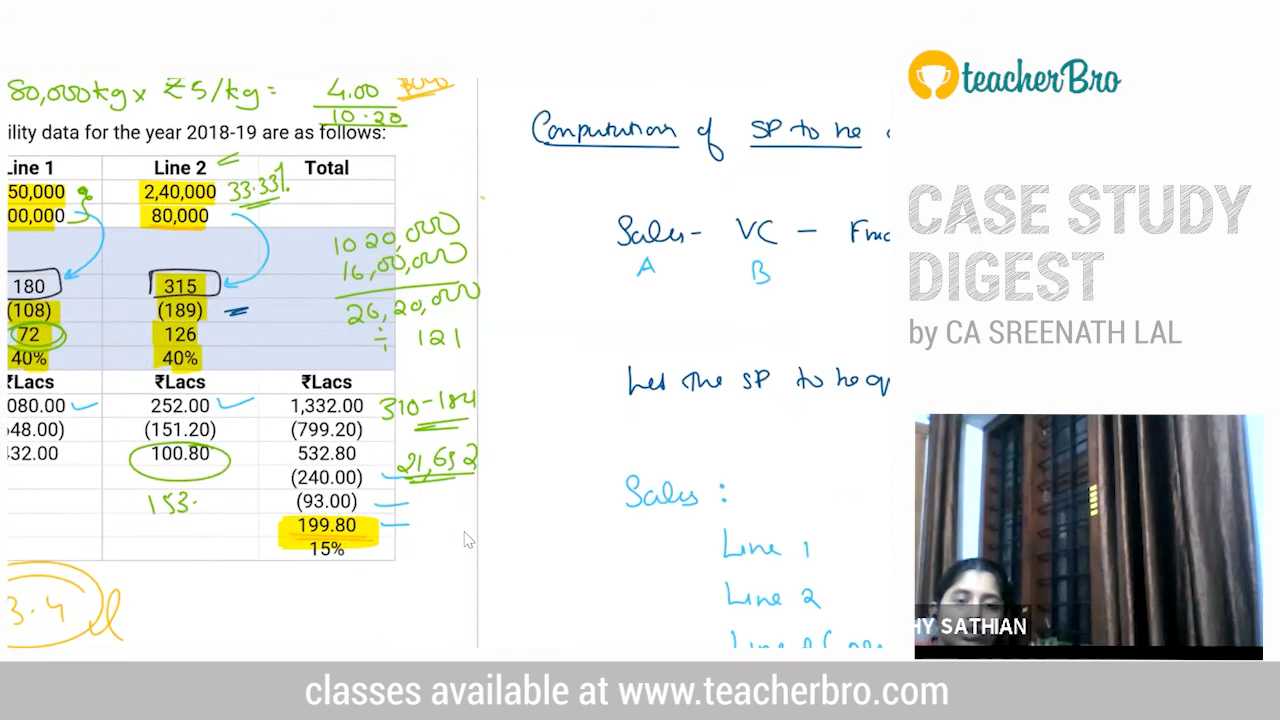 80,000kg x ₹5/kg = 4.00
10.20
ility data for the year 2018-19 are as follows:
Line 1 Line 2 Total
50,000 2,40,000 33.33%
00,000 80,000
180 315
(108) (189)
72 126
40% 40%
₹Lacs ₹Lacs ₹Lacs
080.00 252.00 1,332.00
648.00) (151.20) (799.20)
432.00 100.80 532.80
(240.00)
153. (93.00)
199.80
15%
3.4
10 20,000
16,00,000
26,20,000
÷ 121
310-184
21,652
Computation of SP to be
Sales - VC -
A B
Let the SP to be
Sales :
Line 1
Line 2
teacherBro
CASE STUDY
DIGEST
by CA SREENATH LAL
HY SATHIAN
classes available at www.teacherbro.com